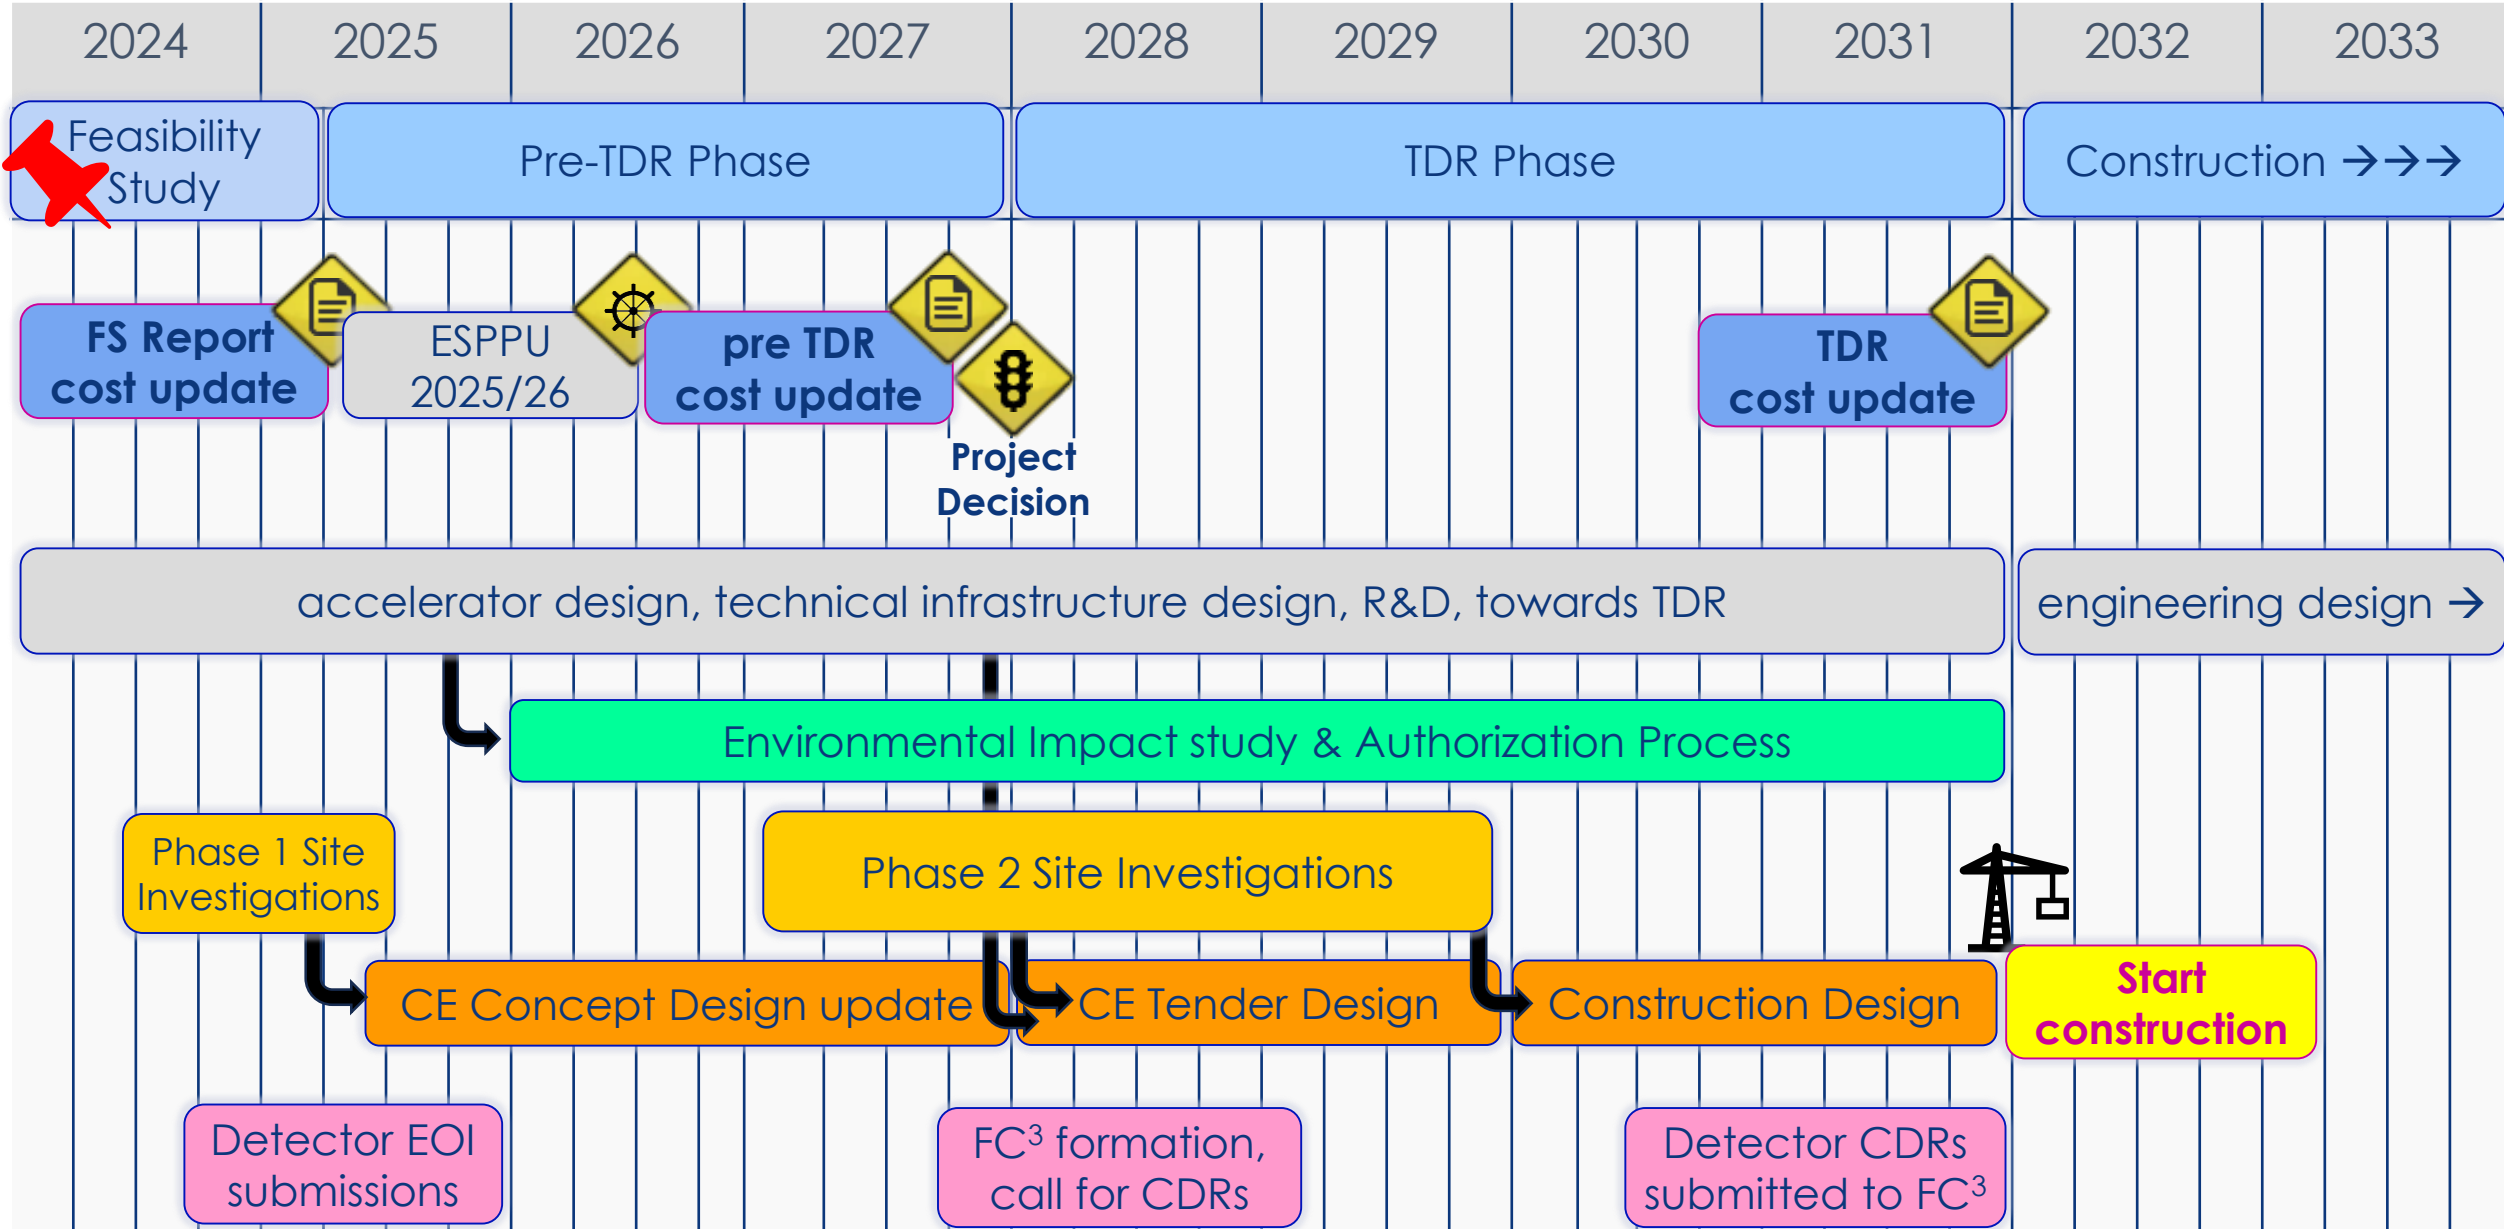 2024 2025 2026 2027 2028 2029 2030 2031 2032 2033
Feasibility
Study
Pre-TDR Phase
TDR Phase
Construction →→→
FS Report
cost update
ESPPU
2025/26
pre TDR
cost update
Project
Decision
TDR
cost update
accelerator design, technical infrastructure design, R&D, towards TDR
engineering design →
Environmental Impact study & Authorization Process
Phase 1 Site
Investigations
Phase 2 Site Investigations
CE Concept Design update
CE Tender Design
Construction Design
Start
construction
Detector EOI
submissions
FC³ formation,
call for CDRs
Detector CDRs
submitted to FC³